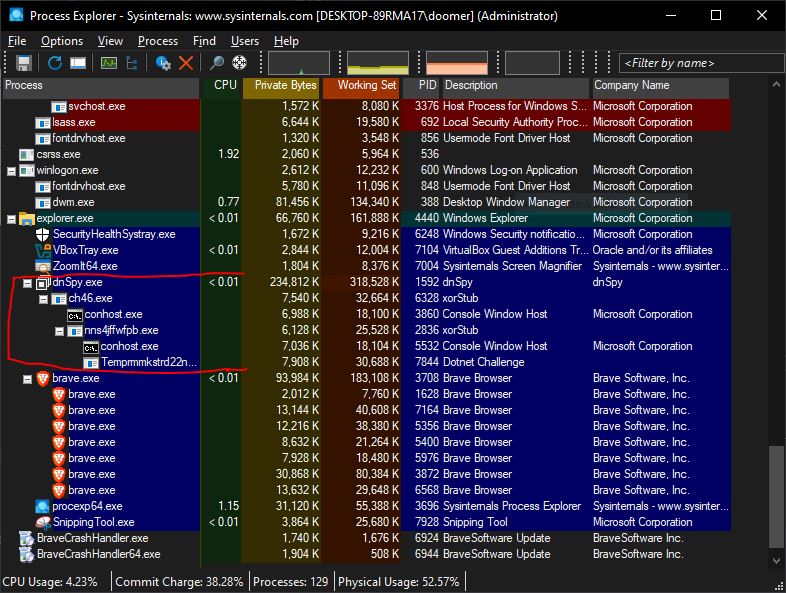 Process Explorer - Sysinternals: www.sysinternals.com [DESKTOP-89RMA17\doomer] (Administrator)
File Options View Process Find Users Help
<Filter by name>
Process CPU Private Bytes Working Set PID Description Company Name
svchost.exe 1,572 K 8,080 K 3376 Host Process for Windows S... Microsoft Corporation
lsass.exe 6,644 K 19,580 K 692 Local Security Authority Proc... Microsoft Corporation
fontdrvhost.exe 1,320 K 3,548 K 856 Usermode Font Driver Host Microsoft Corporation
csrss.exe 1.92 2,060 K 5,964 K 536
winlogon.exe 2,612 K 12,232 K 600 Windows Log-on Application Microsoft Corporation
fontdrvhost.exe 5,780 K 11,096 K 848 Usermode Font Driver Host Microsoft Corporation
dwm.exe 0.77 81,456 K 134,340 K 388 Desktop Window Manager Microsoft Corporation
explorer.exe < 0.01 66,760 K 161,888 K 4440 Windows Explorer Microsoft Corporation
SecurityHealthSystray.exe 1,672 K 9,216 K 6248 Windows Security notificatio... Microsoft Corporation
VBoxTray.exe < 0.01 2,844 K 12,004 K 7104 VirtualBox Guest Additions Tr... Oracle and/or its affiliates
ZoomIt64.exe 1,804 K 8,376 K 7004 Sysinternals Screen Magnifier Sysinternals - www.sysinter...
dnSpy.exe < 0.01 234,812 K 318,528 K 1592 dnSpy dnSpy
ch46.exe 7,540 K 32,664 K 6328 xorStub
conhost.exe 6,988 K 18,100 K 3860 Console Window Host Microsoft Corporation
nns4jffwfpb.exe 6,128 K 25,528 K 2836 xorStub
conhost.exe 7,036 K 18,144 K 5532 Console Window Host Microsoft Corporation
Temprmmkstrd22n... 7,908 K 30,688 K 7844 Dotnet Challenge
brave.exe < 0.01 93,984 K 183,108 K 3708 Brave Browser Brave Software, Inc.
brave.exe 2,012 K 7,760 K 1628 Brave Browser Brave Software, Inc.
brave.exe 13,144 K 40,608 K 7164 Brave Browser Brave Software, Inc.
brave.exe 12,216 K 38,380 K 5356 Brave Browser Brave Software, Inc.
brave.exe 8,632 K 21,264 K 5400 Brave Browser Brave Software, Inc.
brave.exe 7,928 K 18,480 K 5976 Brave Browser Brave Software, Inc.
brave.exe 30,868 K 80,384 K 3872 Brave Browser Brave Software, Inc.
brave.exe 13,632 K 29,648 K 6568 Brave Browser Brave Software, Inc.
procexp64.exe 1.15 31,120 K 55,388 K 3696 Sysinternals Process Explorer Sysinternals - www.sysinter...
SnippingTool.exe < 0.01 3,864 K 25,680 K 7928 Snipping Tool Microsoft Corporation
BraveCrashHandler.exe 1,740 K 1,676 K 6924 BraveSoftware Update BraveSoftware Inc.
BraveCrashHandler64.exe 1,904 K 508 K 6944 BraveSoftware Update BraveSoftware Inc.
CPU Usage: 4.23% Commit Charge: 38.28% Processes: 129 Physical Usage: 52.57%